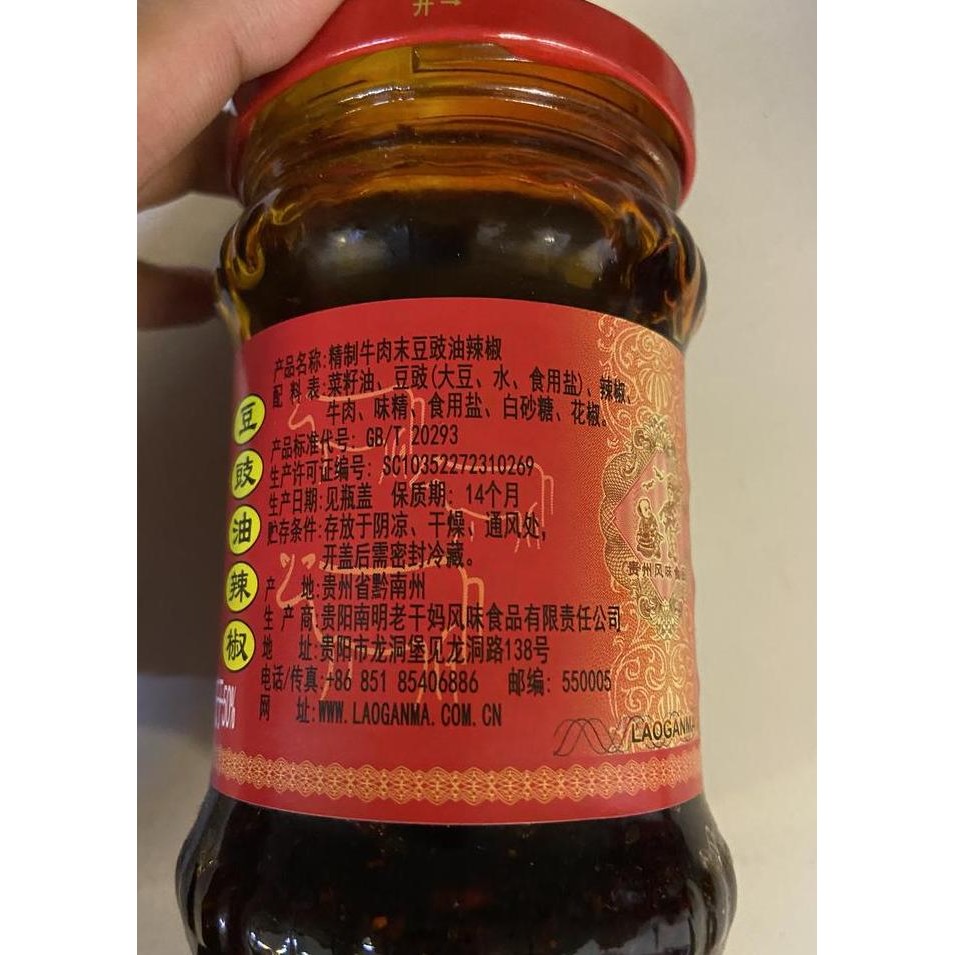 开→
产品名称:精制牛肉末豆豉油辣椒
配 料 表:菜籽油、豆豉(大豆、水、食用盐)、辣椒、
牛肉、味精、食用盐、白砂糖、花椒。
产品标准代号: GB/T 20293
生产许可证编号: SC10352272310269
生产日期:见瓶盖 保质期: 14个月
贮存条件:存放于阴凉、干燥、通风处,
开盖后需密封冷藏。
产 地:贵州省黔南州
生 产 商:贵阳南明老干妈风味食品有限责任公司
地 址:贵阳市龙洞堡见龙洞路138号
电话/传真:+86 851 85406886 邮编: 550005
网 址:WWW.LAOGANMA.COM.CN
豆豉油辣椒
50%
贵州风味食
LAOGANMA